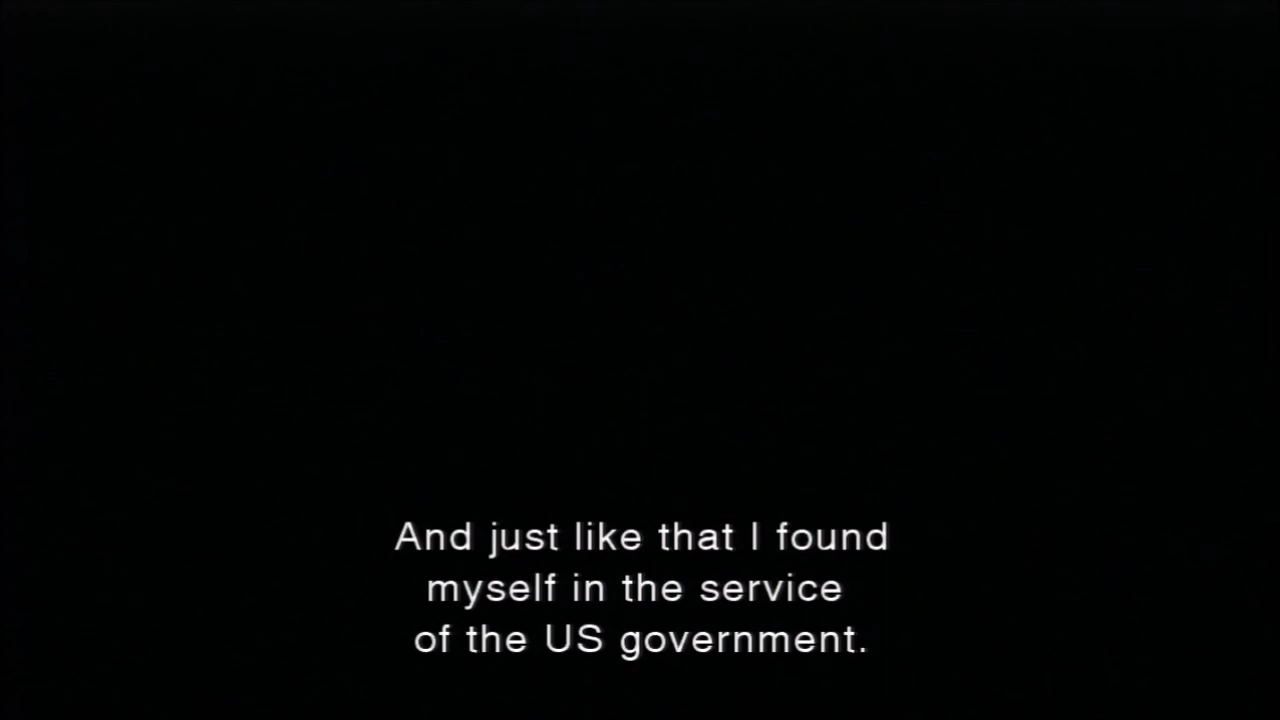 And just like that I found
myself in the service
of the US government.